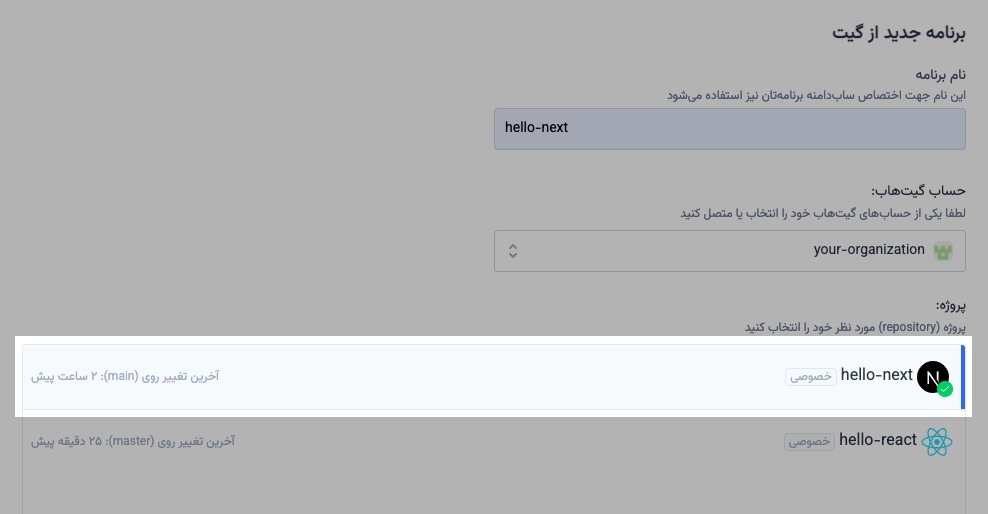 برنامه جدید از گیت
نام برنامه
این نام جهت اختصاص ساب‌دامنه برنامه‌تان نیز استفاده می‌شود
hello-next
حساب گیت‌هاب:
لطفا یکی از حساب‌های گیت‌هاب خود را انتخاب یا متصل کنید
your-organization
پروژه:
پروژه (repository) مورد نظر خود را انتخاب کنید
hello-next خصوصی آخرین تغییر روی (main): ۲ ساعت پیش
hello-react خصوصی آخرین تغییر روی (master): ۲۵ دقیقه پیش